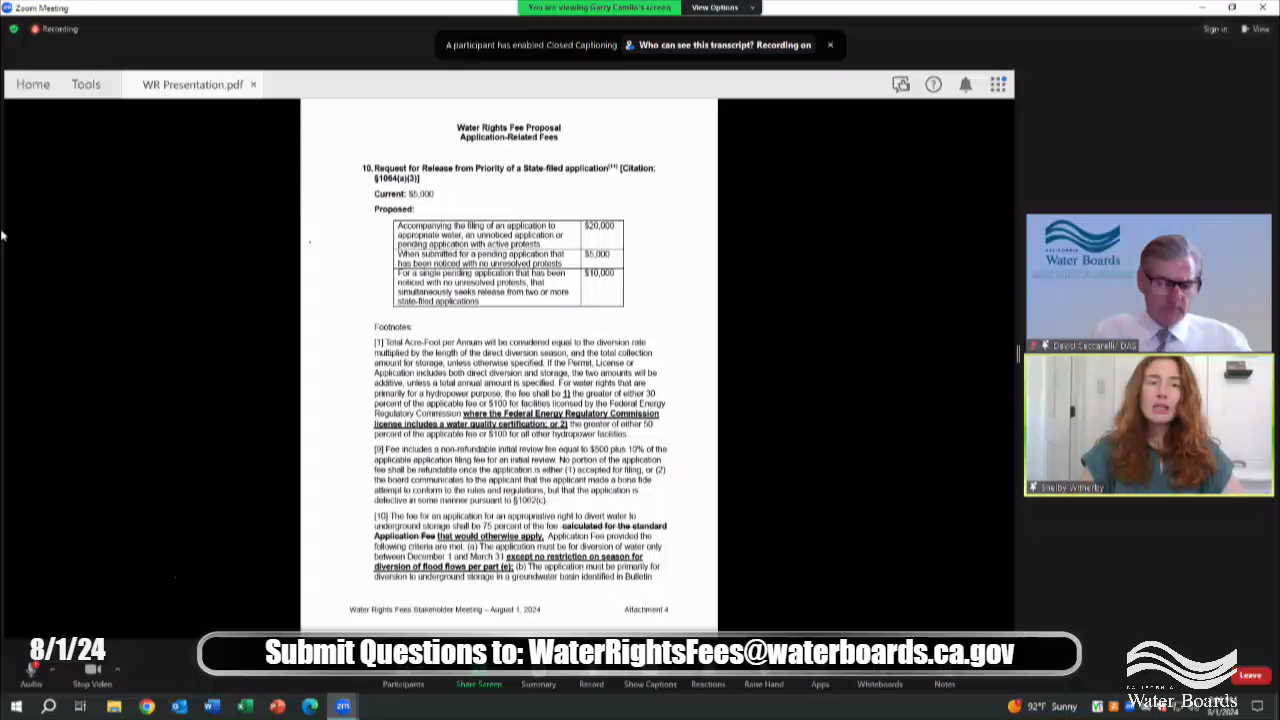 Zoom Meeting
You are viewing Garry Camilo's screen
View Options
Recording
Sign in
View
A participant has enabled Closed Captioning
Who can see this transcript? Recording on
Home
Tools
WR Presentation.pdf
Water Rights Fee Proposal
Application-Related Fees
10. Request for Release from Priority of a State-filed application[11] [Citation:
§1064(a)(3)]
Current: $5,000
Proposed:
Accompanying the filing of an application to
appropriate water, an unnoticed application or
pending application with active protests
$20,000
When submitted for a pending application that
has been noticed with no unresolved protests
$5,000
For a single pending application that has been
noticed with no unresolved protests, that
simultaneously seeks release from two or more
state-filed applications
$10,000
Footnotes:
[1] Total Acre-Foot per Annum will be considered equal to the diversion rate
multiplied by the length of the direct diversion season, and the total collection
amount for storage, unless otherwise specified. If the Permit, License or
Application includes both direct diversion and storage, the two amounts will be
additive, unless a total annual amount is specified. For water rights that are
primarily for a hydropower purpose, the fee shall be 1) the greater of either 30
percent of the applicable fee or $100 for facilities licensed by the Federal Energy
Regulatory Commission where the Federal Energy Regulatory Commission
license includes a water quality certification; or 2) the greater of either 50
percent of the applicable fee or $100 for all other hydropower facilities.
[9] Fee includes a non-refundable initial review fee equal to $500 plus 10% of the
applicable application filing fee for an initial review. No portion of the application
fee shall be refundable once the application is either (1) accepted for filing, or (2)
the board communicates to the applicant that the applicant made a bona fide
attempt to conform to the rules and regulations, but that the application is
defective in some manner pursuant to §1062(c).
[10] The fee for an application for an appropriative right to divert water to
underground storage shall be 75 percent of the fee calculated for the standard
Application Fee that would otherwise apply. Application Fee provided the
following criteria are met. (a) The application must be for diversion of water only
between December 1 and March 31 except no restriction on season for
diversion of flood flows per part (e); (b) The application must be primarily for
diversion to underground storage in a groundwater basin identified in Bulletin
Water Rights Fees Stakeholder Meeting – August 1, 2024
Attachment 4
CALIFORNIA
Water Boards
David Ceccarelli/ DAS
Shelby Witherby
8/1/24
Submit Questions to: WaterRightsFees@waterboards.ca.gov
CALIFORNIA
Water Boards
Audio
Stop Video
Participants
Share Screen
Summary
Record
Show Captions
Reactions
Raise Hand
Apps
Whiteboards
Notes
Leave
92°F Sunny
8/1/2024